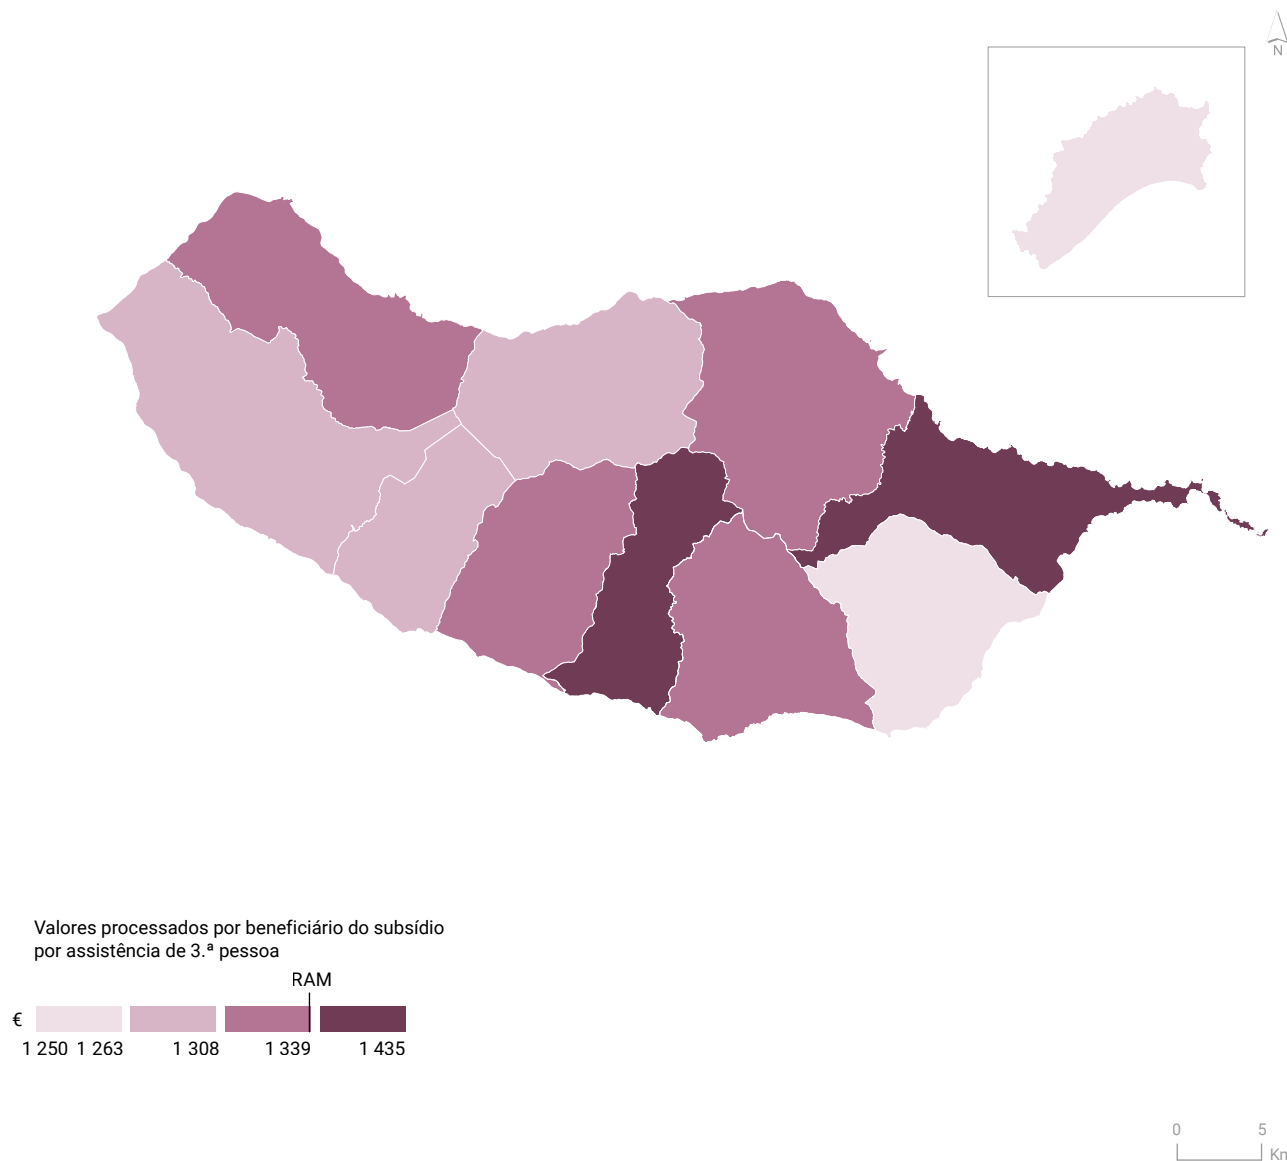 N
Valores processados por beneficiário do subsídio
por assistência de 3.ª pessoa
RAM
€
1 250 1 263 1 308 1 339 1 435
0 5
Km